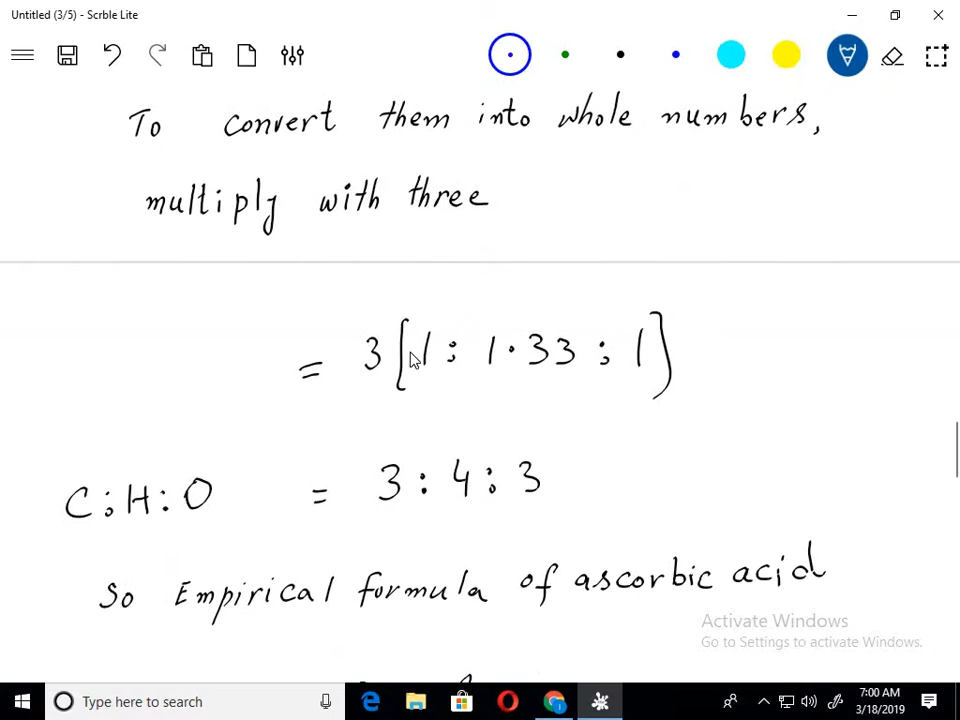 Untitled (3/5) - Scrble Lite
To convert them into whole numbers,
multiply with three
= 3[1 : 1.33 : 1]
C:H:O = 3 : 4 : 3
So Empirical formula of ascorbic acid
Activate Windows
Go to Settings to activate Windows.
Type here to search
7:00 AM
3/18/2019